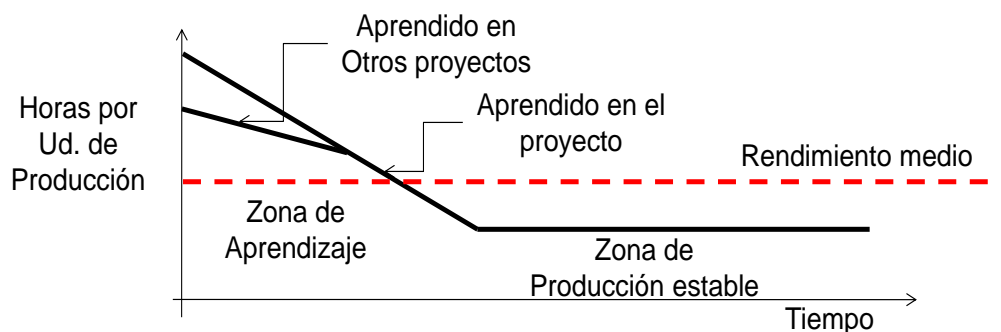 Aprendido en
Otros proyectos
Horas por
Ud. de
Producción
Aprendido en el
proyecto
Rendimiento medio
Zona de
Aprendizaje
Zona de
Producción estable
Tiempo